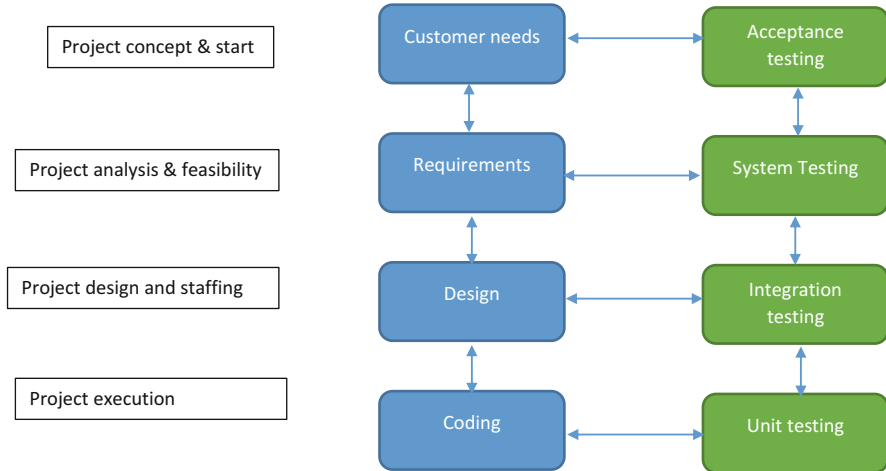 Project concept & start
Customer needs
Acceptance
testing
Project analysis & feasibility
Requirements
System Testing
Project design and staffing
Design
Integration
testing
Project execution
Coding
Unit testing